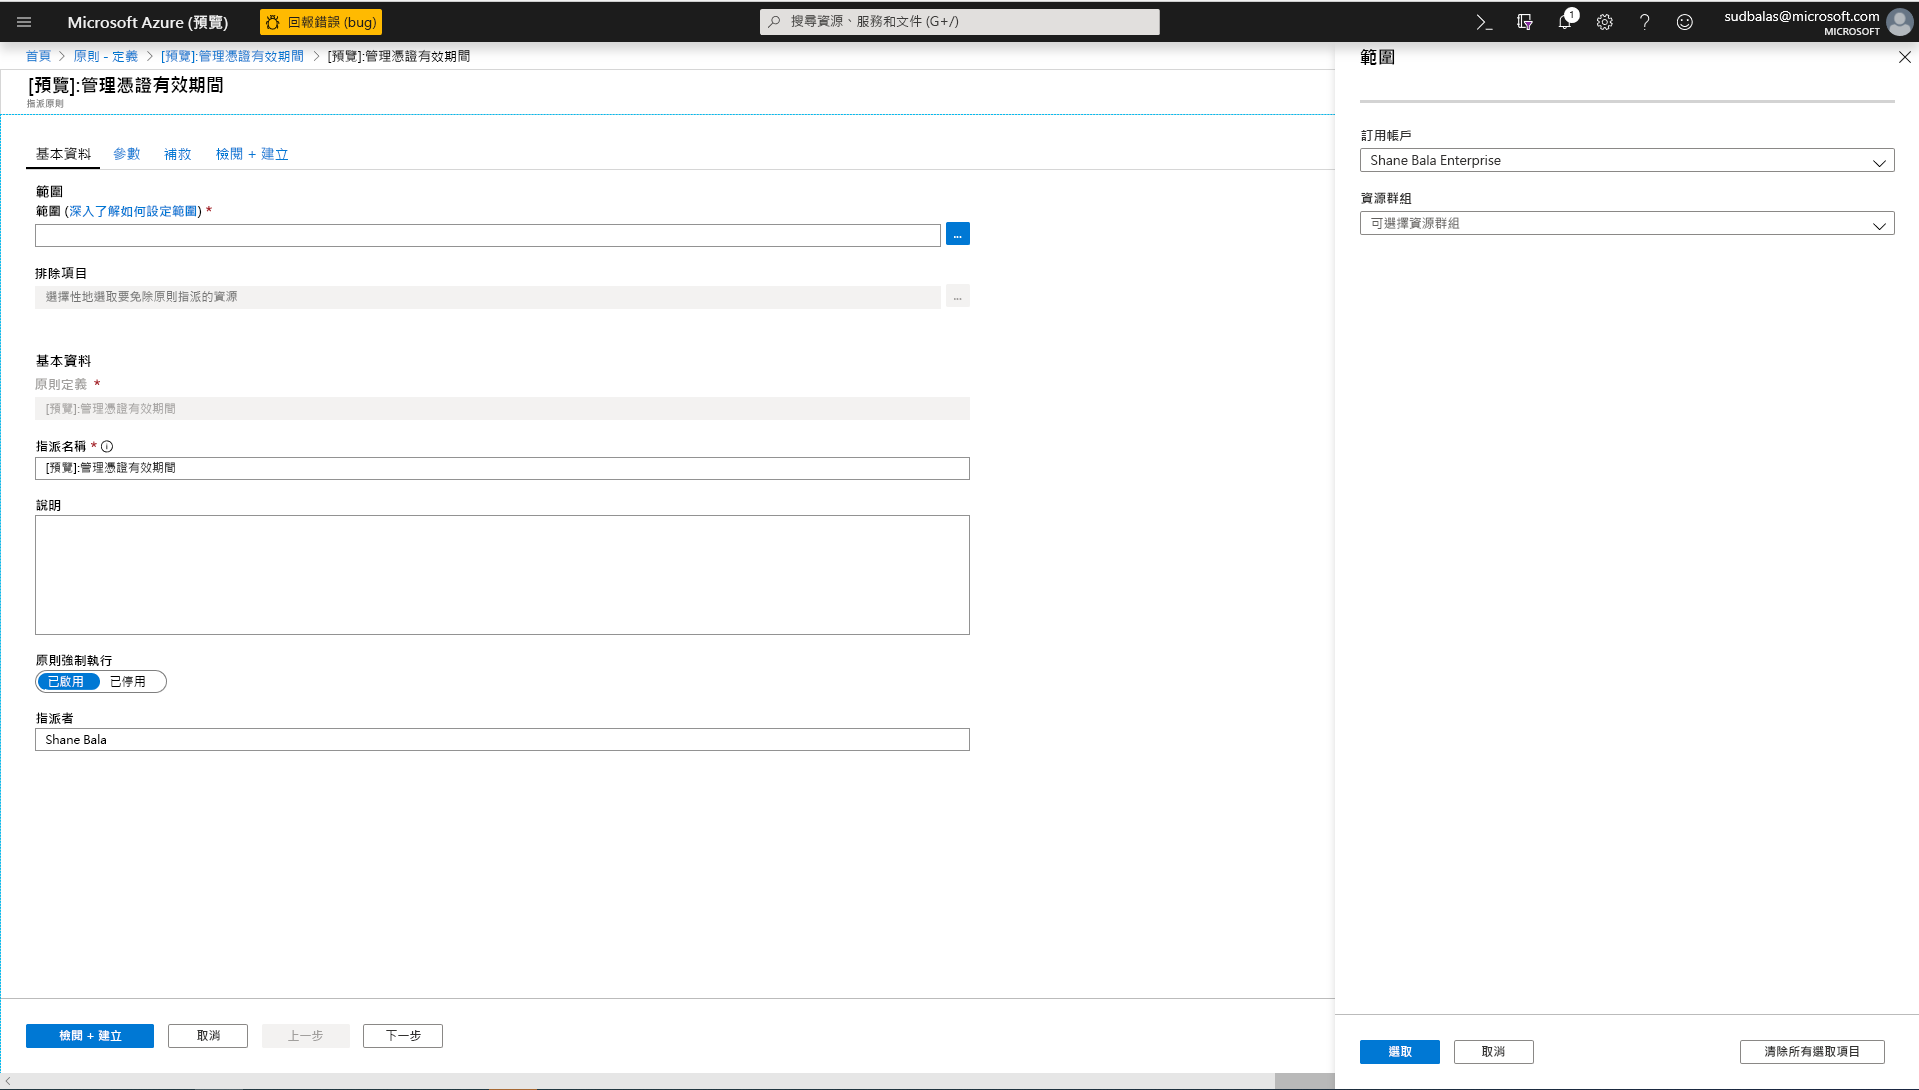 Microsoft Azure (預覽)
回報錯誤 (bug)
搜尋資源、服務和文件 (G+/)
1
sudbalas@microsoft.com
MICROSOFT
首頁 > 原則 - 定義 > [預覽]:管理憑證有效期間 > [預覽]:管理憑證有效期間
[預覽]:管理憑證有效期間
指派原則
基本資料
參數
補救
檢閱 + 建立
範圍
範圍 (深入了解如何設定範圍) *
...
排除項目
選擇性地選取要免除原則指派的資源
...
基本資料
原則定義 *
[預覽]:管理憑證有效期間
指派名稱 *
[預覽]:管理憑證有效期間
說明
原則強制執行
已啟用 已停用
指派者
Shane Bala
檢閱 + 建立
取消
上一步
下一步
範圍
訂用帳戶
Shane Bala Enterprise
資源群組
可選擇資源群組
選取
取消
清除所有選取項目